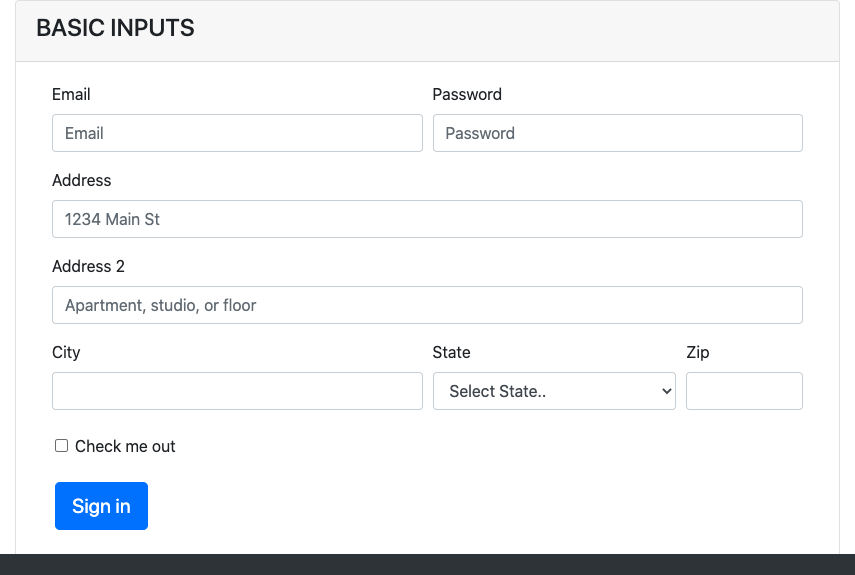 BASIC INPUTS
Email Password
Email Password
Address
1234 Main St
Address 2
Apartment, studio, or floor
City State Zip
Select State..
Check me out
Sign in